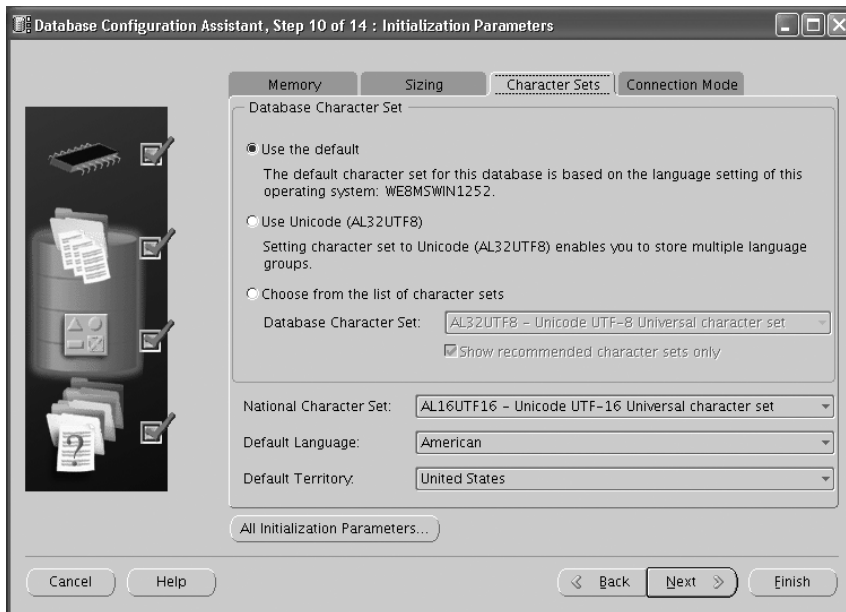 Database Configuration Assistant, Step 10 of 14 : Initialization Parameters
Memory
Sizing
Character Sets
Connection Mode
Database Character Set
Use the default
The default character set for this database is based on the language setting of this
operating system: WE8MSWIN1252.
Use Unicode (AL32UTF8)
Setting character set to Unicode (AL32UTF8) enables you to store multiple language
groups.
Choose from the list of character sets
Database Character Set: AL32UTF8 - Unicode UTF-8 Universal character set
Show recommended character sets only
National Character Set: AL16UTF16 - Unicode UTF-16 Universal character set
Default Language: American
Default Territory: United States
All Initialization Parameters...
Cancel
Help
Back
Next
Finish